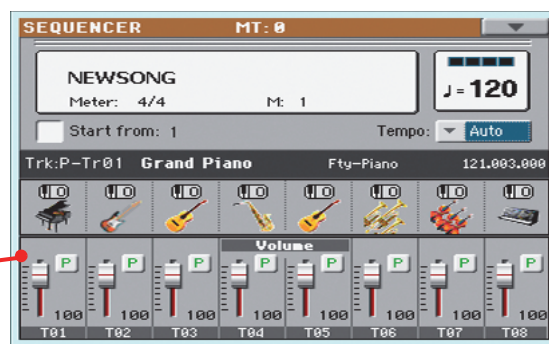 SEQUENCER MT: 0
NEWSONG
Meter: 4/4 M: 1
♩ = 120
Start from: 1 Tempo: Auto
Trk:P-Tr01 Grand Piano Fty-Piano 121.003.000
Volume
P P P P P P P P
100 100 100 100 100 100 100 100
T01 T02 T03 T04 T05 T06 T07 T08